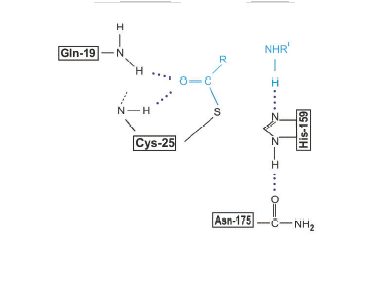 H
Gln-19 N
H
R
O=C
NHR'
H
N H
S
Cys-25
N
His-159
N
H
O
Asn-175 C NH2